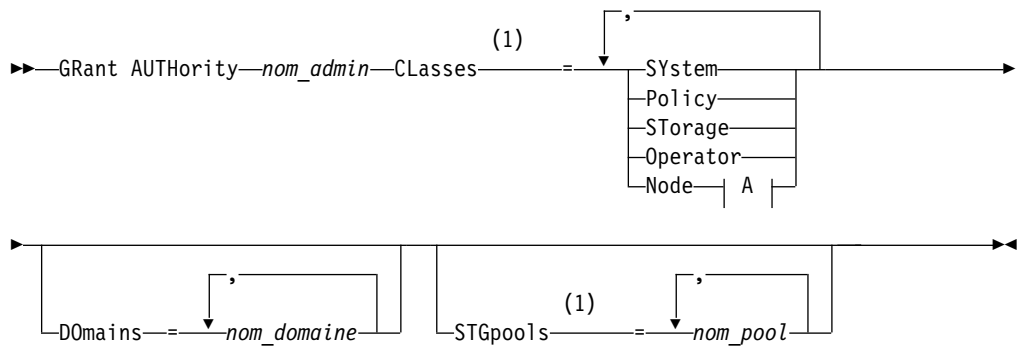 ,
(1)
GRant AUTHority nom_admin CLasses = SYstem
Policy
STorage
Operator
Node A
, ,
(1)
DOmains = nom_domaine STGpools = nom_pool